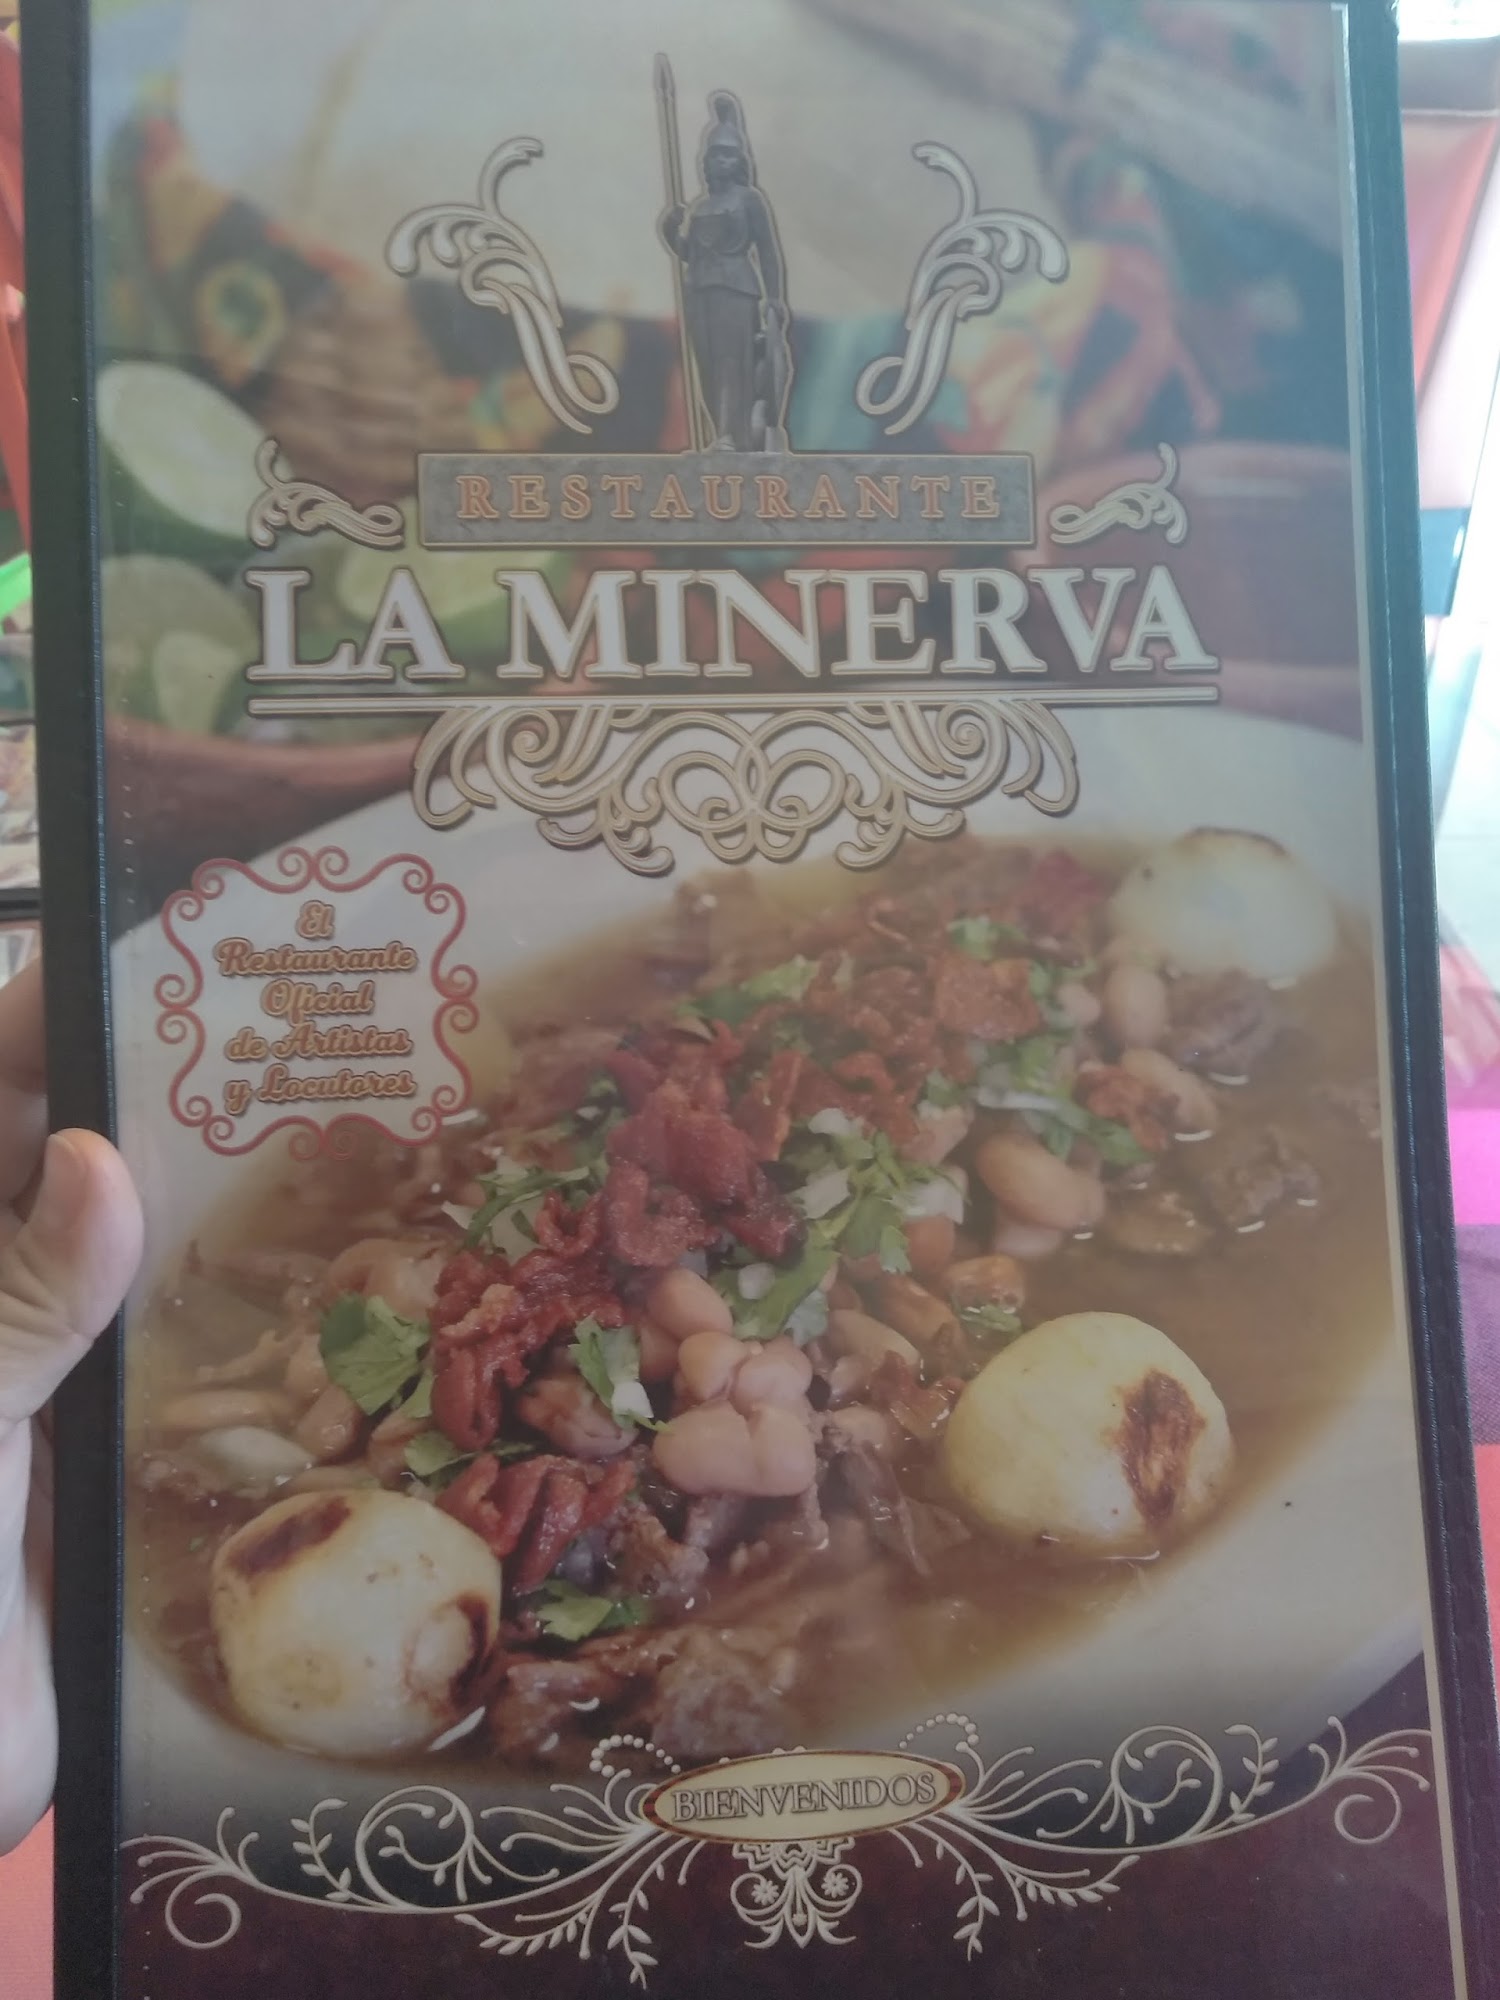 RESTAURANTE
LA MINERVA
El
Restaurante
Oficial
de Artistas
y Locutores
BIENVENIDOS